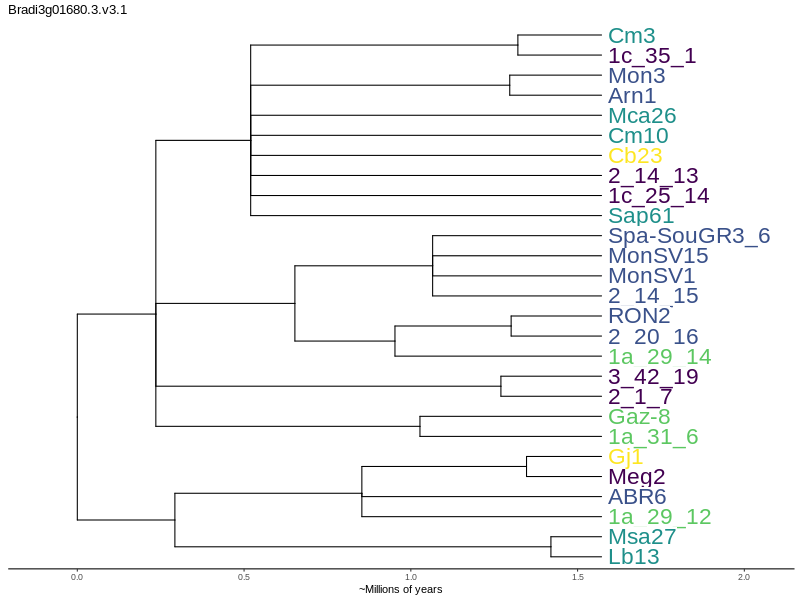 Bradi3g01680.3.v3.1
Cm3
1c_35_1
Mon3
Arn1
Mca26
Cm10
Cb23
2_14_13
1c_25_14
Sap61
Spa-SouGR3_6
MonSV15
MonSV1
2_14_15
RON2
2_20_16
1a_29_14
3_42_19
2_1_7
Gaz-8
1a_31_6
Gj1
Meg2
ABR6
1a_29_12
Msa27
Lb13
0.0 0.5 1.0 1.5 2.0
~Millions of years